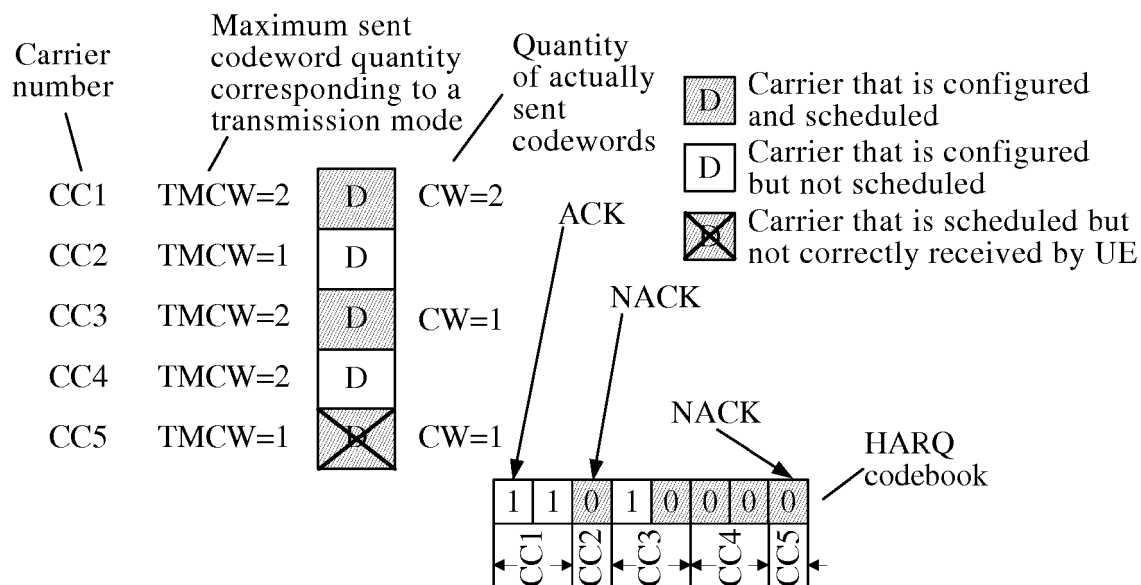 Carrier
number
Maximum sent
codeword quantity
corresponding to a
transmission mode
Quantity
of actually
sent
codewords
D Carrier that is configured
and scheduled
D Carrier that is configured
but not scheduled
D Carrier that is scheduled but
not correctly received by UE
CC1 TMCW=2 D CW=2
CC2 TMCW=1 D
CC3 TMCW=2 D CW=1
CC4 TMCW=2 D
CC5 TMCW=1 D CW=1
ACK
NACK
NACK
HARQ
codebook
1 1 0 1 0 0 0 0
CC1 CC2 CC3 CC4 CC5